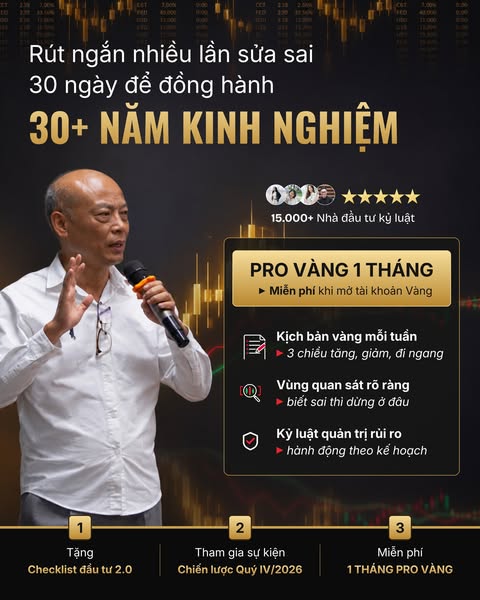 Rút ngắn nhiều lần sửa sai
30 ngày để đồng hành
30+ NĂM KINH NGHIỆM
15.000+ Nhà đầu tư kỷ luật
PRO VÀNG 1 THÁNG
► Miễn phí khi mở tài khoản Vàng
Kịch bản vàng mỗi tuần
► 3 chiều tăng, giảm, đi ngang
Vùng quan sát rõ ràng
► biết sai thì dừng ở đâu
Kỷ luật quản trị rủi ro
► hành động theo kế hoạch
1
Tặng
Checklist đầu tư 2.0
2
Tham gia sự kiện
Chiến lược Quý IV/2026
3
Miễn phí
1 THÁNG PRO VÀNG